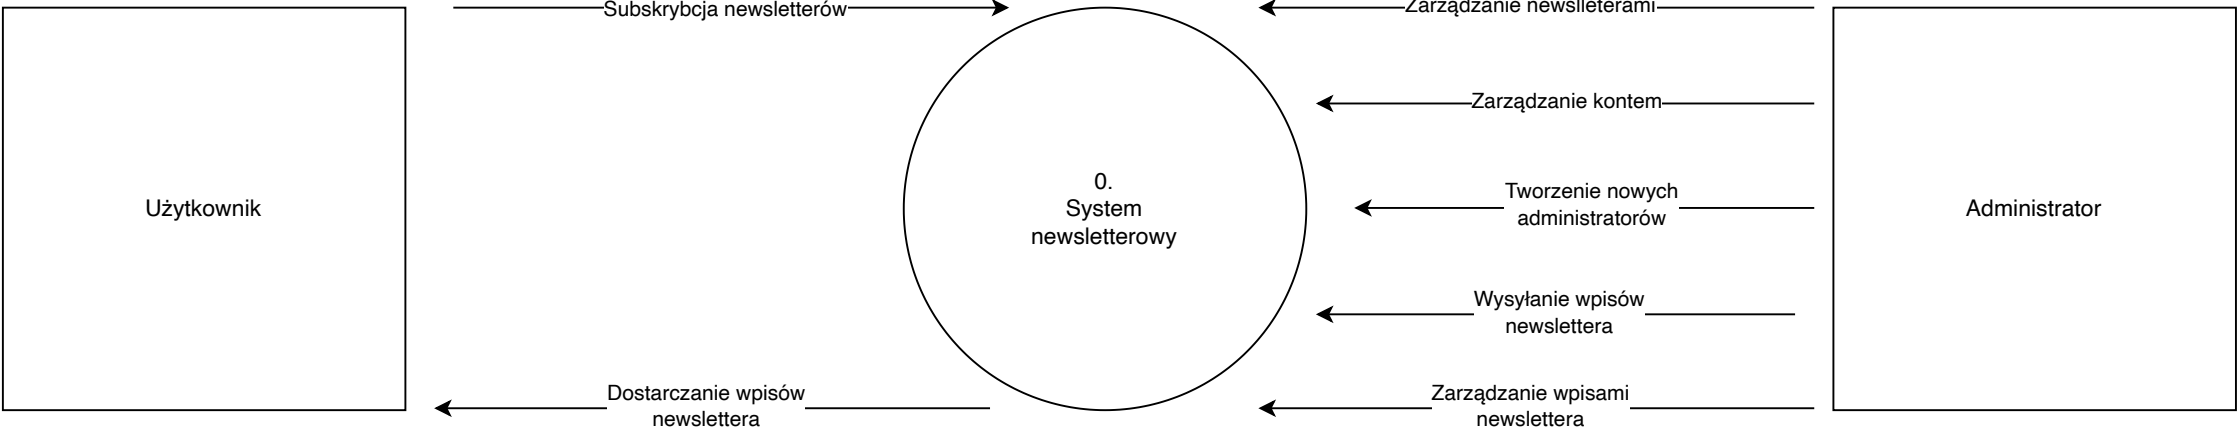 Subskrybcja newsletterów
Zarządzanie newslleterami
Zarządzanie kontem
Użytkownik
0.
System
newsletterowy
Tworzenie nowych
administratorów
Administrator
Wysyłanie wpisów
newslettera
Dostarczanie wpisów
newslettera
Zarządzanie wpisami
newslettera